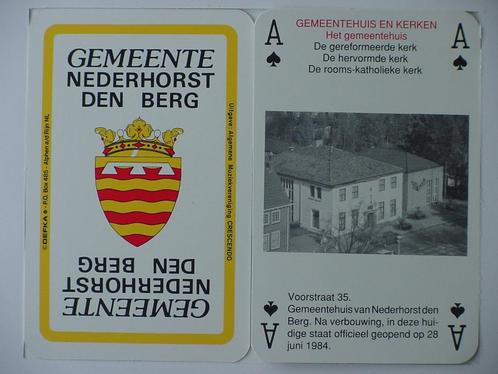 GEMEENTE
NEDERHORST
DEN BERG
©DEFKA ♠ - P.O. Box 485 - Alphen a/d Rijn NL
Uitgave: Algemene Muziekvereniging CRESCENDO
GEMEENTE
NEDERHORST
DEN BERG
A
A
GEMEENTEHUIS EN KERKEN
Het gemeentehuis
De gereformeerde kerk
De hervormde kerk
De rooms-katholieke kerk
Voorstraat 35.
Gemeentehuis van Nederhorst den
Berg. Na verbouwing, in deze hui-
dige staat officieel geopend op 28
juni 1984.
A
A